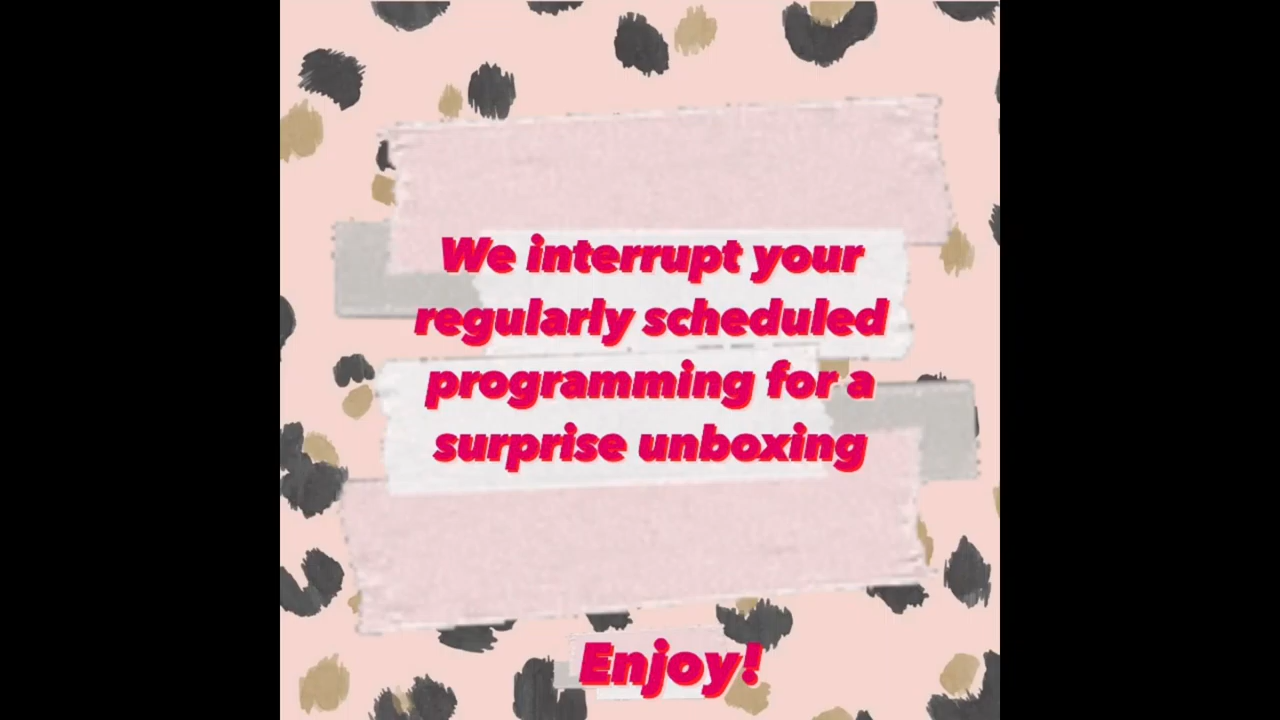 We interrupt your
regularly scheduled
programming for a
surprise unboxing
Enjoy!